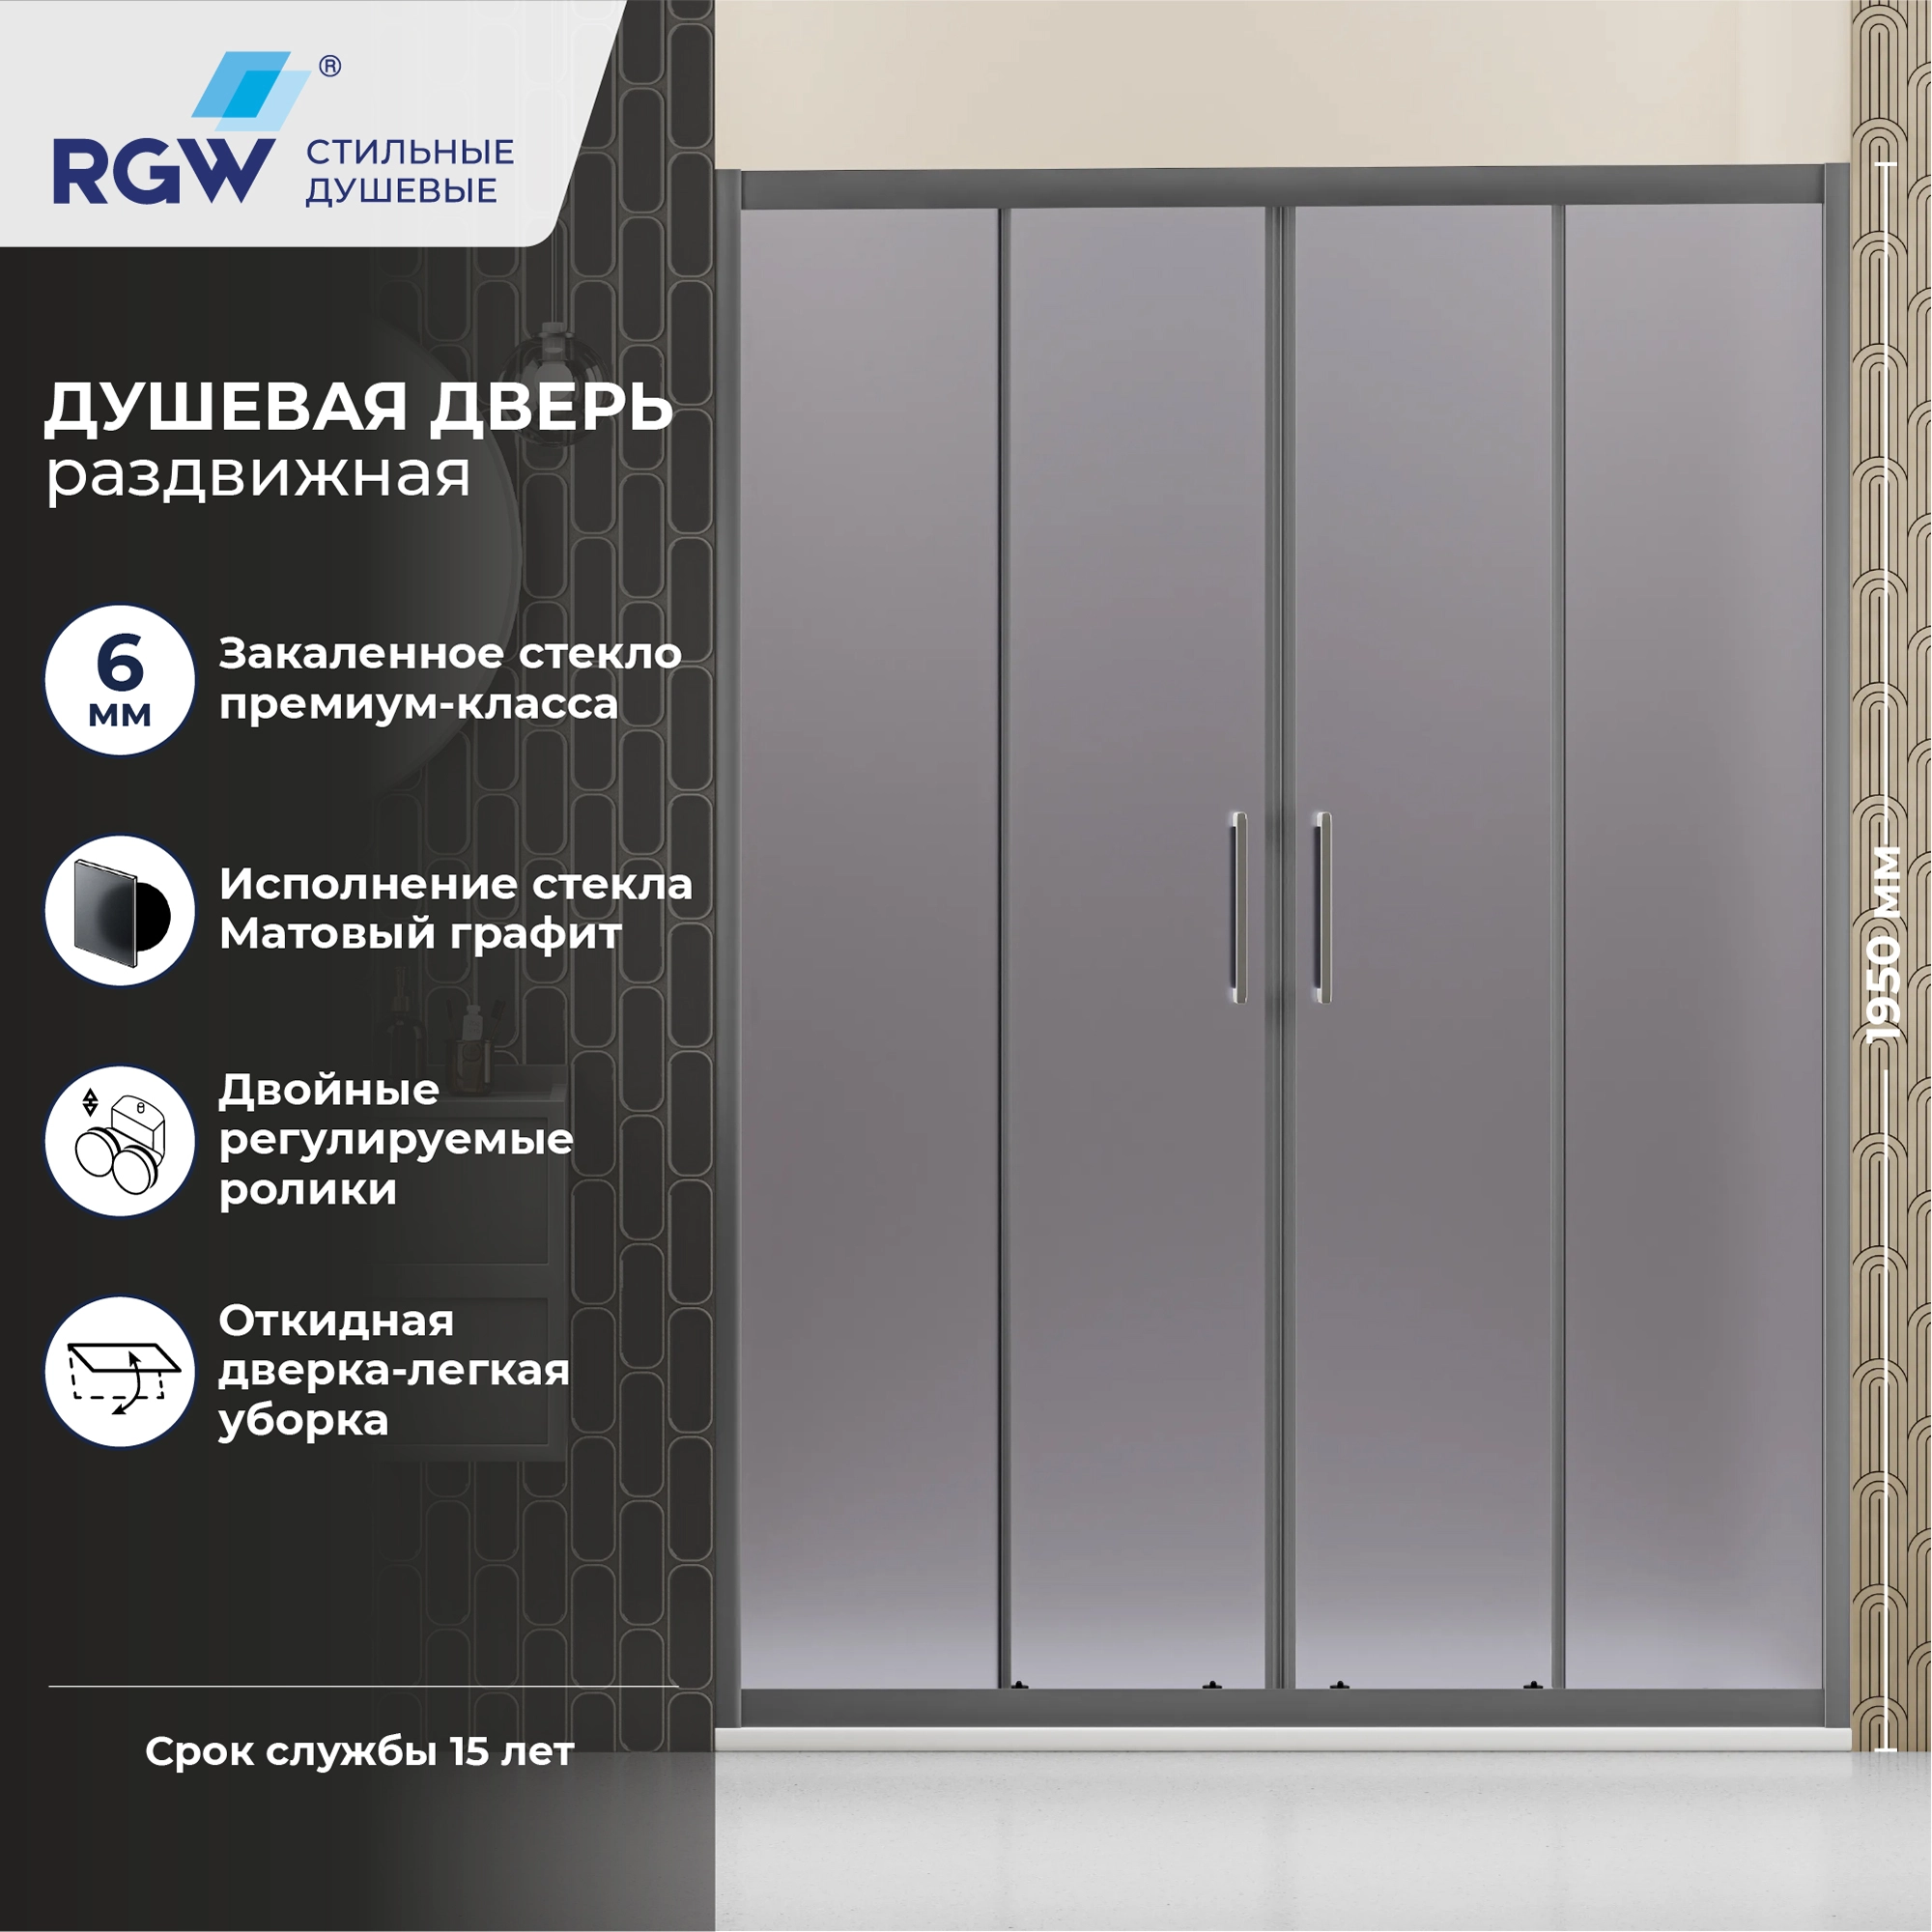 RGW ®
СТИЛЬНЫЕ
ДУШЕВЫЕ
ДУШЕВАЯ ДВЕРЬ
раздвижная
6
мм
Закаленное стекло
премиум-класса
Исполнение стекла
Матовый графит
Двойные
регулируемые
ролики
Откидная
дверка-легкая
уборка
Срок службы 15 лет
1950 мм